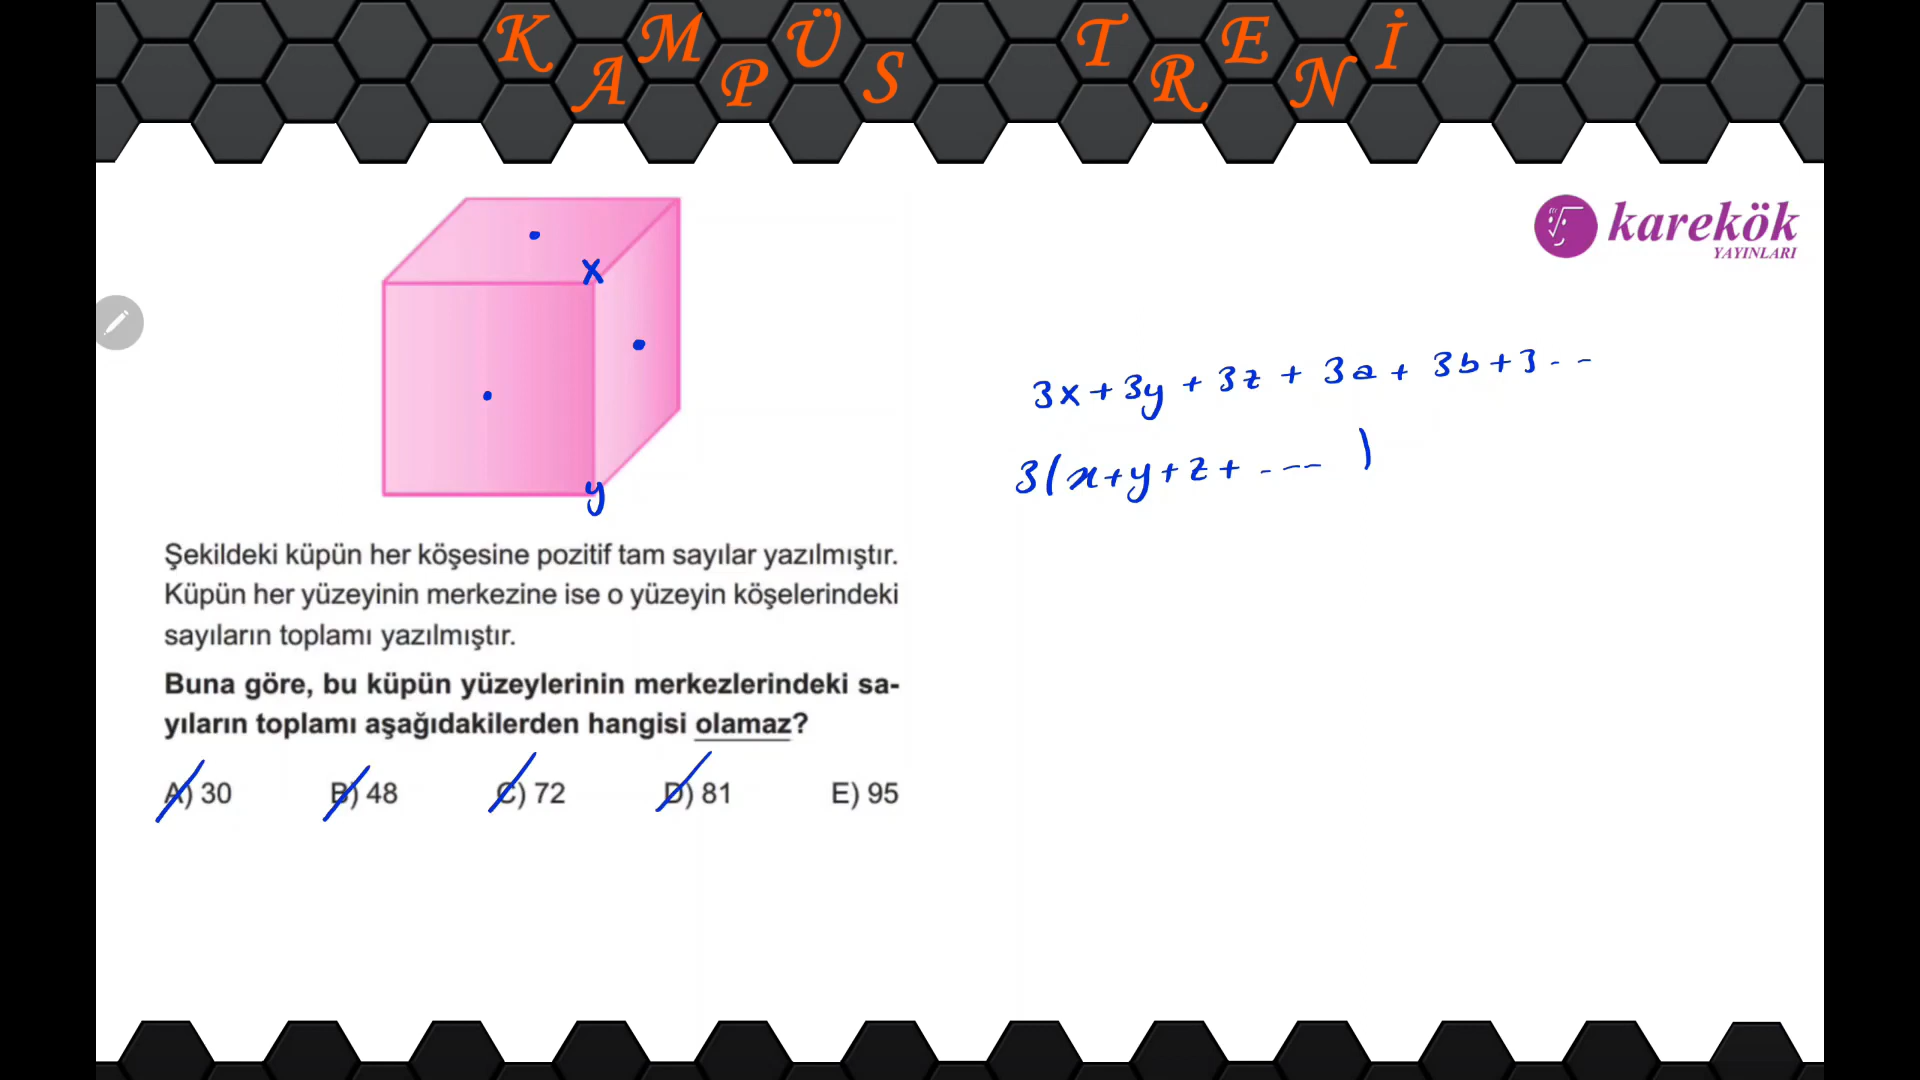 KAMPÜS TRENİ
karekök
YAYINLARI
x
y
3x+3y+3z+3a+3b+3...
3(x+y+z+.... )
Şekildeki küpün her köşesine pozitif tam sayılar yazılmıştır.
Küpün her yüzeyinin merkezine ise o yüzeyin köşelerindeki
sayıların toplamı yazılmıştır.
Buna göre, bu küpün yüzeylerinin merkezlerindeki sa-
yıların toplamı aşağıdakilerden hangisi olamaz?
A) 30 B) 48 C) 72 D) 81 E) 95